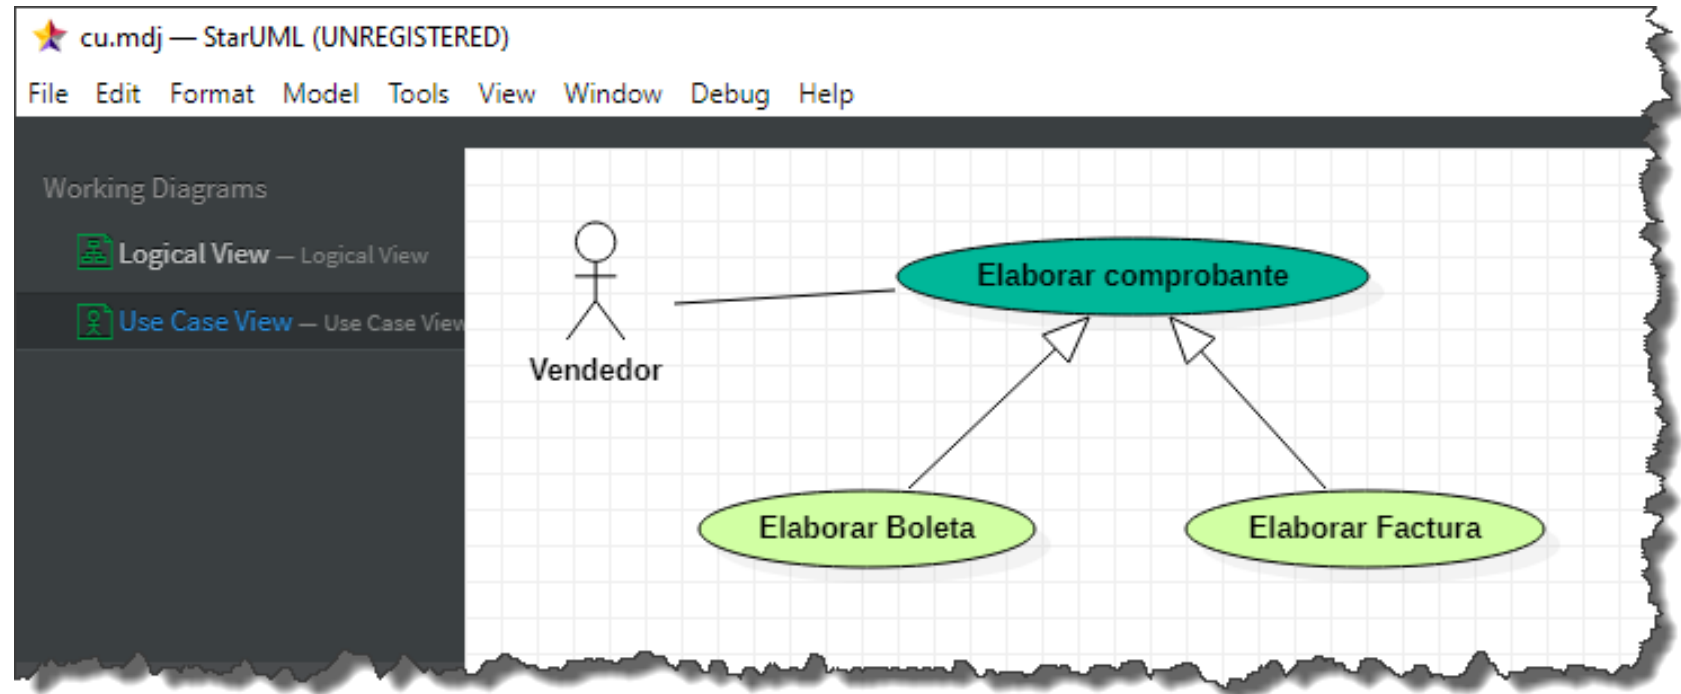 cu.mdj — StarUML (UNREGISTERED)
File Edit Format Model Tools View Window Debug Help
Working Diagrams
Logical View — Logical View
Use Case View — Use Case View
Vendedor
Elaborar comprobante
Elaborar Boleta
Elaborar Factura